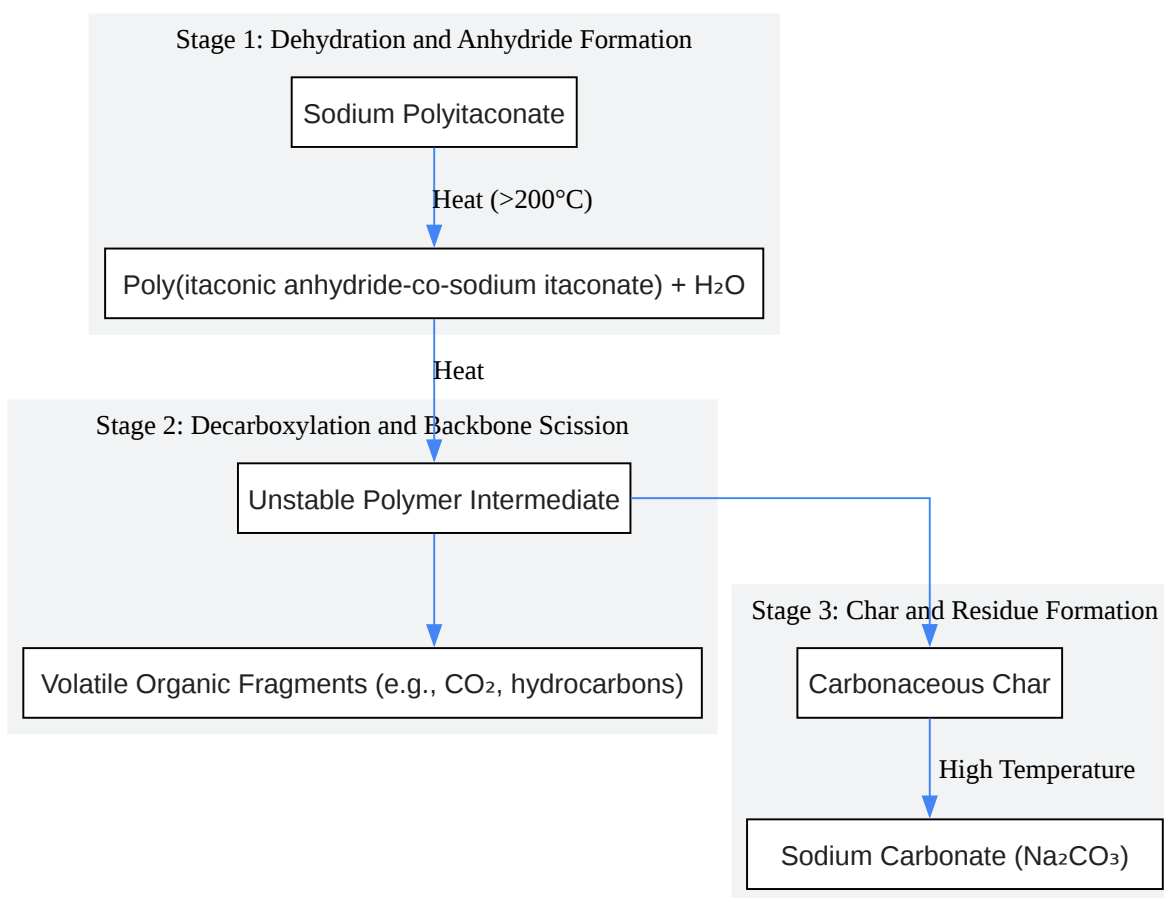 Stage 1: Dehydration and Anhydride Formation
Sodium Polyitaconate
Heat (>200°C)
Poly(itaconic anhydride-co-sodium itaconate) + H₂O
Heat
Stage 2: Decarboxylation and Backbone Scission
Unstable Polymer Intermediate
Volatile Organic Fragments (e.g., CO₂, hydrocarbons)
Stage 3: Char and Residue Formation
Carbonaceous Char
High Temperature
Sodium Carbonate (Na₂CO₃)